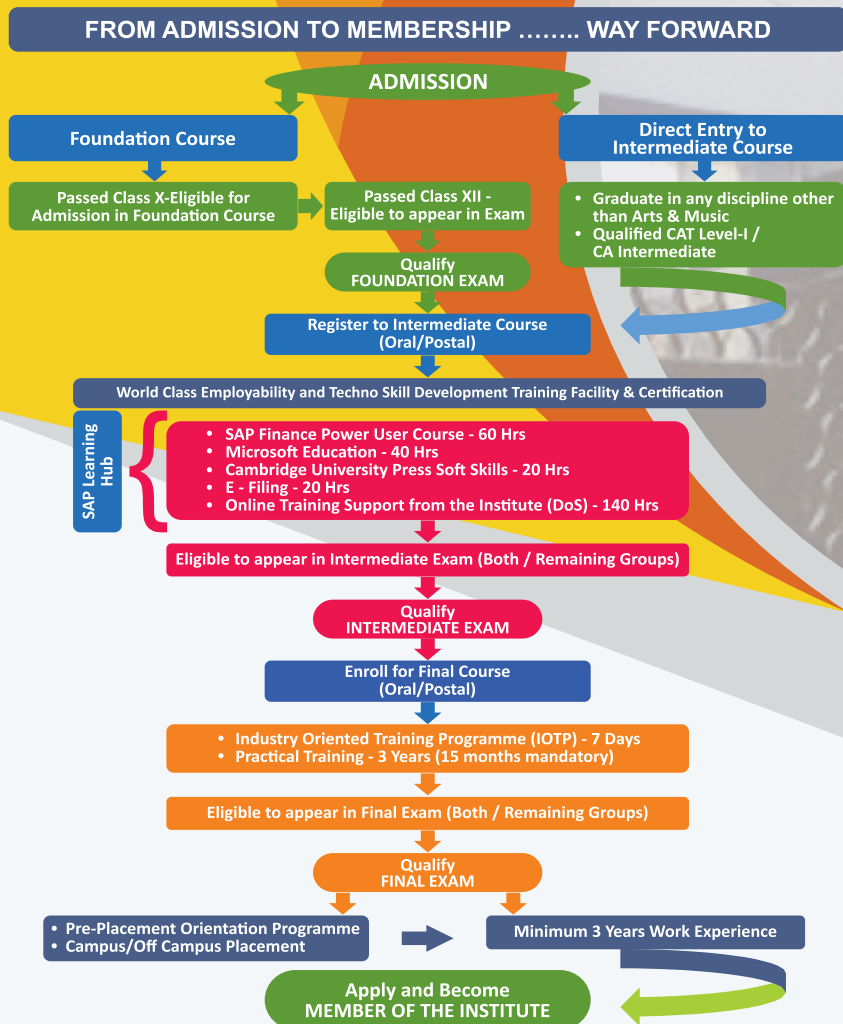 FROM ADMISSION TO MEMBERSHIP …….. WAY FORWARD
ADMISSION
Foundation Course
Direct Entry to
Intermediate Course
Passed Class X-Eligible for
Admission in Foundation Course
Passed Class XII -
Eligible to appear in Exam
• Graduate in any discipline other
than Arts & Music
• Qualified CAT Level-I /
CA Intermediate
Qualify
FOUNDATION EXAM
Register to Intermediate Course
(Oral/Postal)
World Class Employability and Techno Skill Development Training Facility & Certification
SAP Learning
Hub
• SAP Finance Power User Course - 60 Hrs
• Microsoft Education - 40 Hrs
• Cambridge University Press Soft Skills - 20 Hrs
• E - Filing - 20 Hrs
• Online Training Support from the Institute (DoS) - 140 Hrs
Eligible to appear in Intermediate Exam (Both / Remaining Groups)
Qualify
INTERMEDIATE EXAM
Enroll for Final Course
(Oral/Postal)
• Industry Oriented Training Programme (IOTP) - 7 Days
• Practical Training - 3 Years (15 months mandatory)
Eligible to appear in Final Exam (Both / Remaining Groups)
Qualify
FINAL EXAM
• Pre-Placement Orientation Programme
• Campus/Off Campus Placement
Minimum 3 Years Work Experience
Apply and Become
MEMBER OF THE INSTITUTE